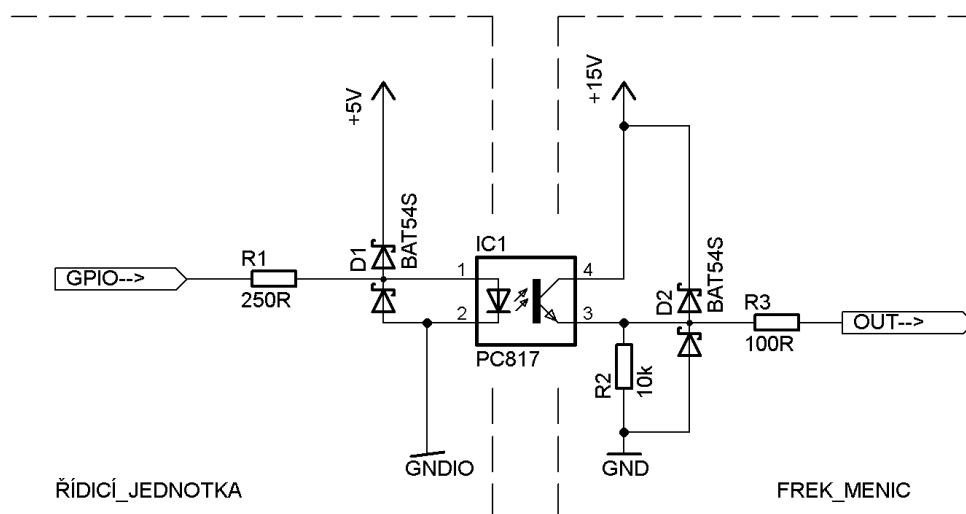 +5V
+15V
D1
BAT54S
IC1
R1
GPIO-->
250R
1
4
2
3
PC817
D2
BAT54S
R3
OUT-->
100R
R2
10k
GNDIO
GND
ŘÍDICÍ_JEDNOTKA
FREK_MENIC